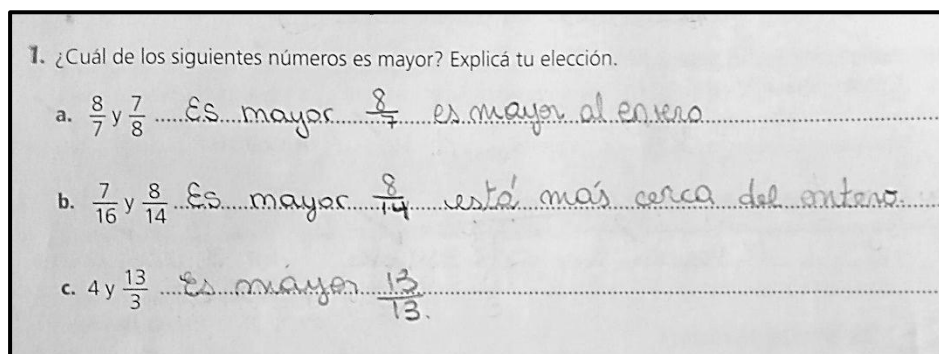 1. ¿Cuál de los siguientes números es mayor? Explicá tu elección.
a. 8/7 y 7/8 ..... Es mayor 8/7 es mayor al entero
b. 7/16 y 8/14 Es mayor 8/14 está más cerca del entero.
c. 4 y 13/3 ... Es máyor 13/13.